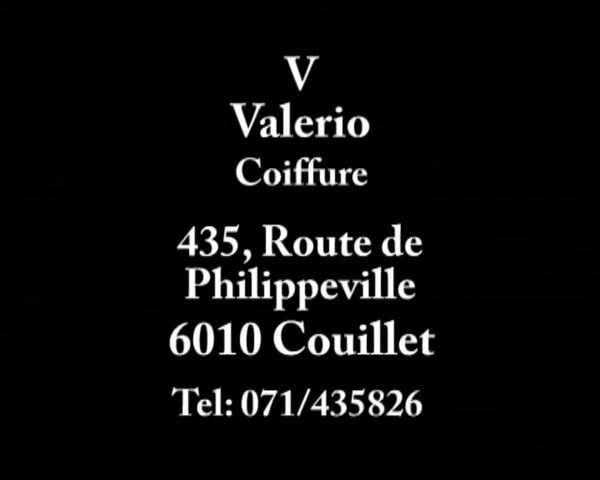 V
Valerio
Coiffure
435, Route de
Philippeville
6010 Couillet
Tel: 071/435826